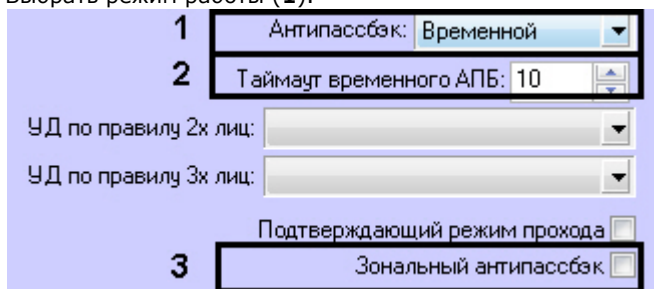 Выбрать режим работы (1).
1 Антипассбэк: Временной
2 Таймаут временного АПБ: 10
УД по правилу 2х лиц:
УД по правилу 3х лиц:
Подтверждающий режим прохода
3 Зональный антипассбэк